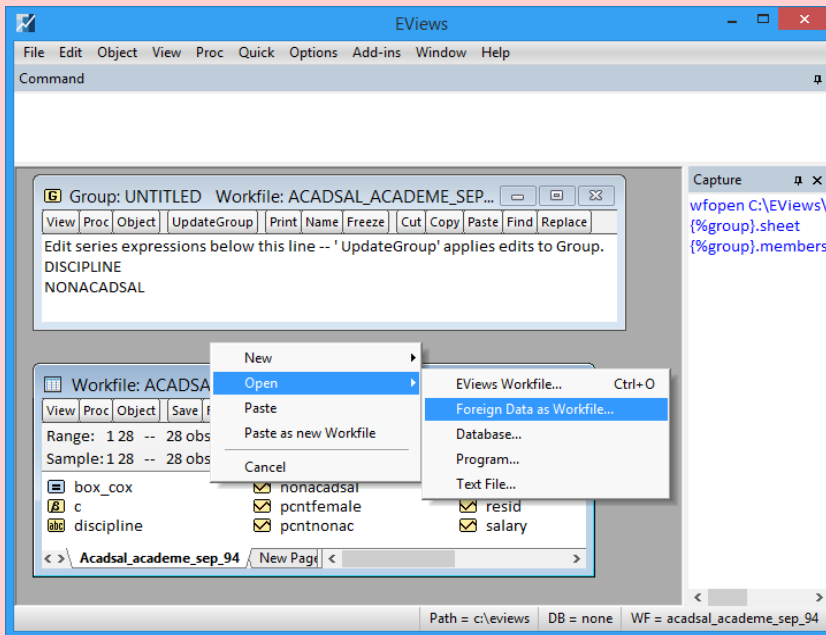 EViews
File Edit Object View Proc Quick Options Add-ins Window Help
Command
Capture
wfopen C:\EViews\
{%group}.sheet
{%group}.members
G Group: UNTITLED Workfile: ACADSAL_ACADEME_SEP...
View Proc Object UpdateGroup Print Name Freeze Cut Copy Paste Find Replace
Edit series expressions below this line -- ' UpdateGroup' applies edits to Group.
DISCIPLINE
NONACADSAL
New
Open
Paste
Paste as new Workfile
Cancel
EViews Workfile... Ctrl+O
Foreign Data as Workfile...
Database...
Program...
Text File...
Workfile: ACADSA
View Proc Object Save
Range: 1 28 -- 28 obs
Sample: 1 28 -- 28 obs
box_cox nonacadsal
β c pcntfemale resid
abc discipline pcntnonac salary
Acadsal_academe_sep_94 New Page
Path = c:\eviews DB = none WF = acadsal_academe_sep_94